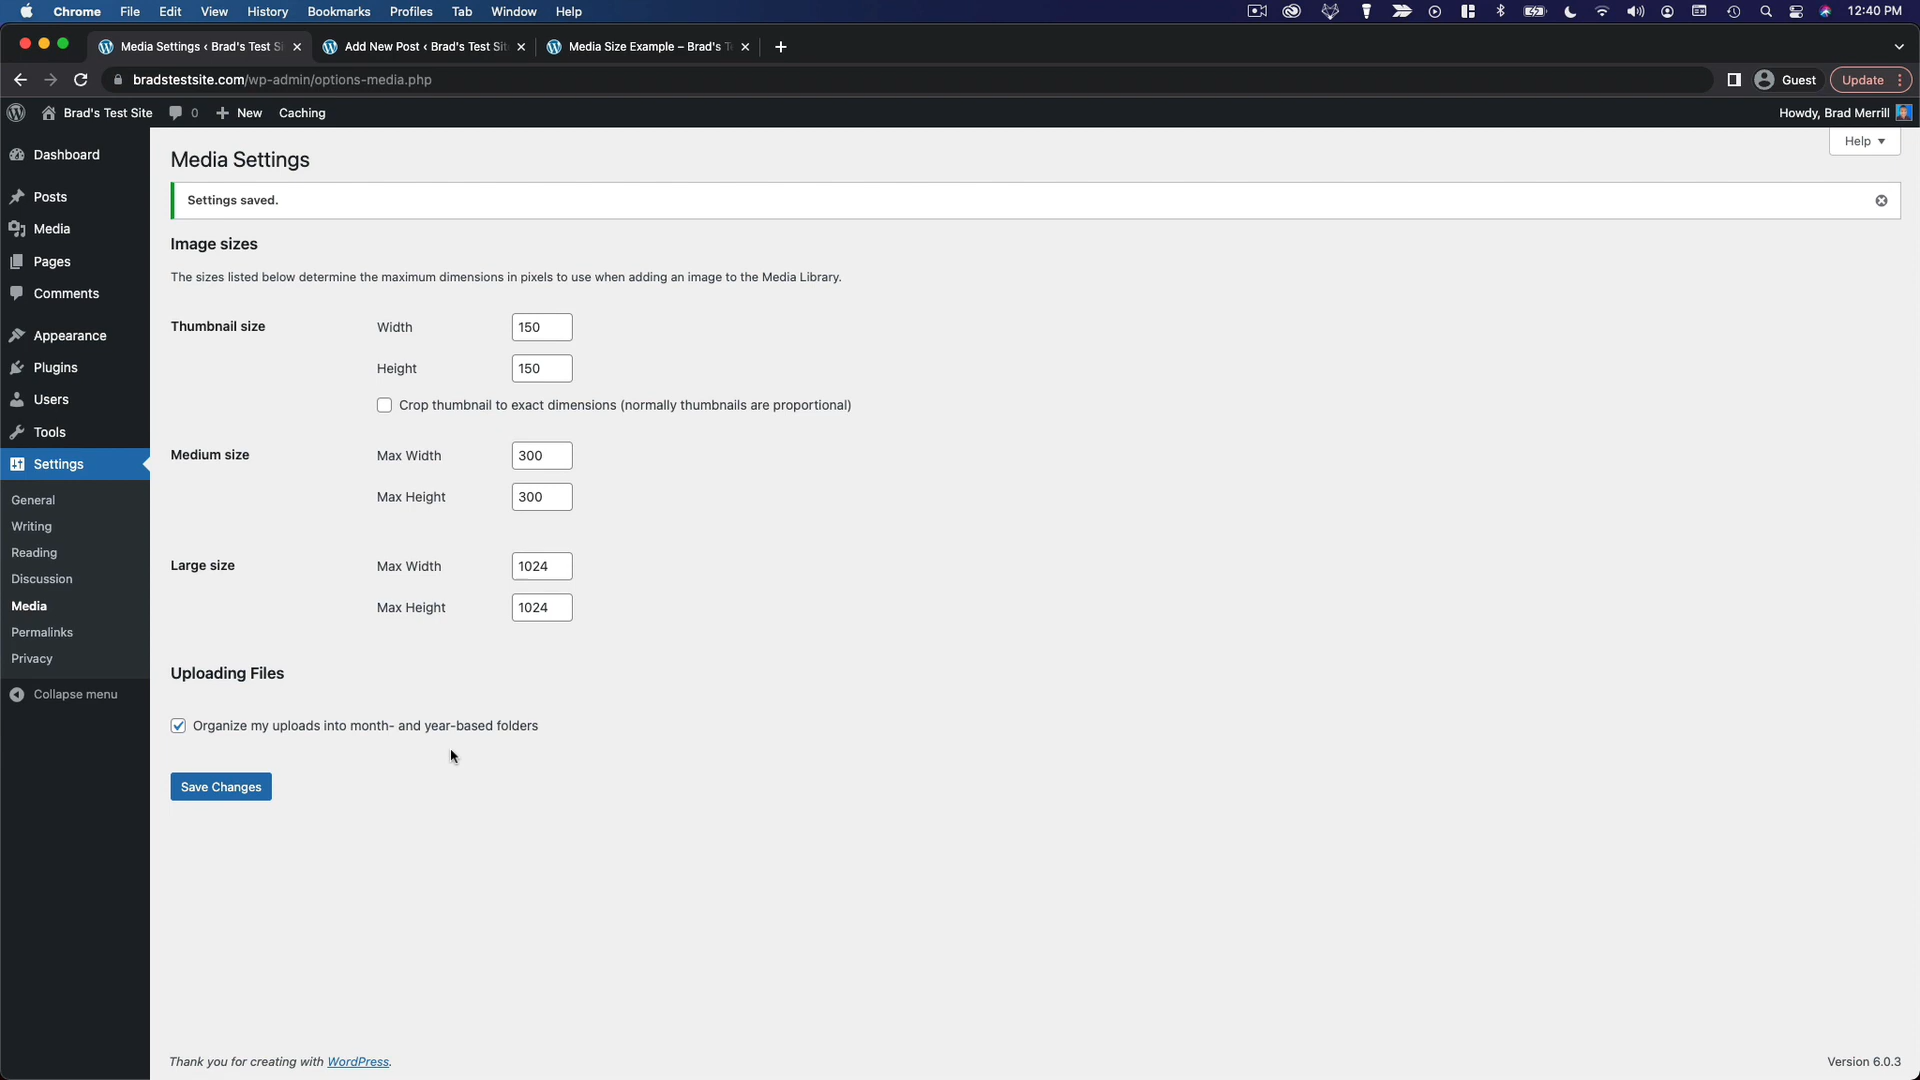 Chrome File Edit View History Bookmarks Profiles Tab Window Help 12:40 PM
Media Settings ‹ Brad's Test Si Add New Post ‹ Brad's Test Sit Media Size Example – Brad's T
bradstestsite.com/wp-admin/options-media.php Guest Update
Brad's Test Site 0 New Caching Howdy, Brad Merrill
Help
Dashboard
Posts
Media
Pages
Comments
Appearance
Plugins
Users
Tools
Settings
General
Writing
Reading
Discussion
Media
Permalinks
Privacy
Collapse menu
Media Settings
Settings saved.
Image sizes
The sizes listed below determine the maximum dimensions in pixels to use when adding an image to the Media Library.
Thumbnail size Width 150
Height 150
Crop thumbnail to exact dimensions (normally thumbnails are proportional)
Medium size Max Width 300
Max Height 300
Large size Max Width 1024
Max Height 1024
Uploading Files
Organize my uploads into month- and year-based folders
Save Changes
Thank you for creating with WordPress. Version 6.0.3